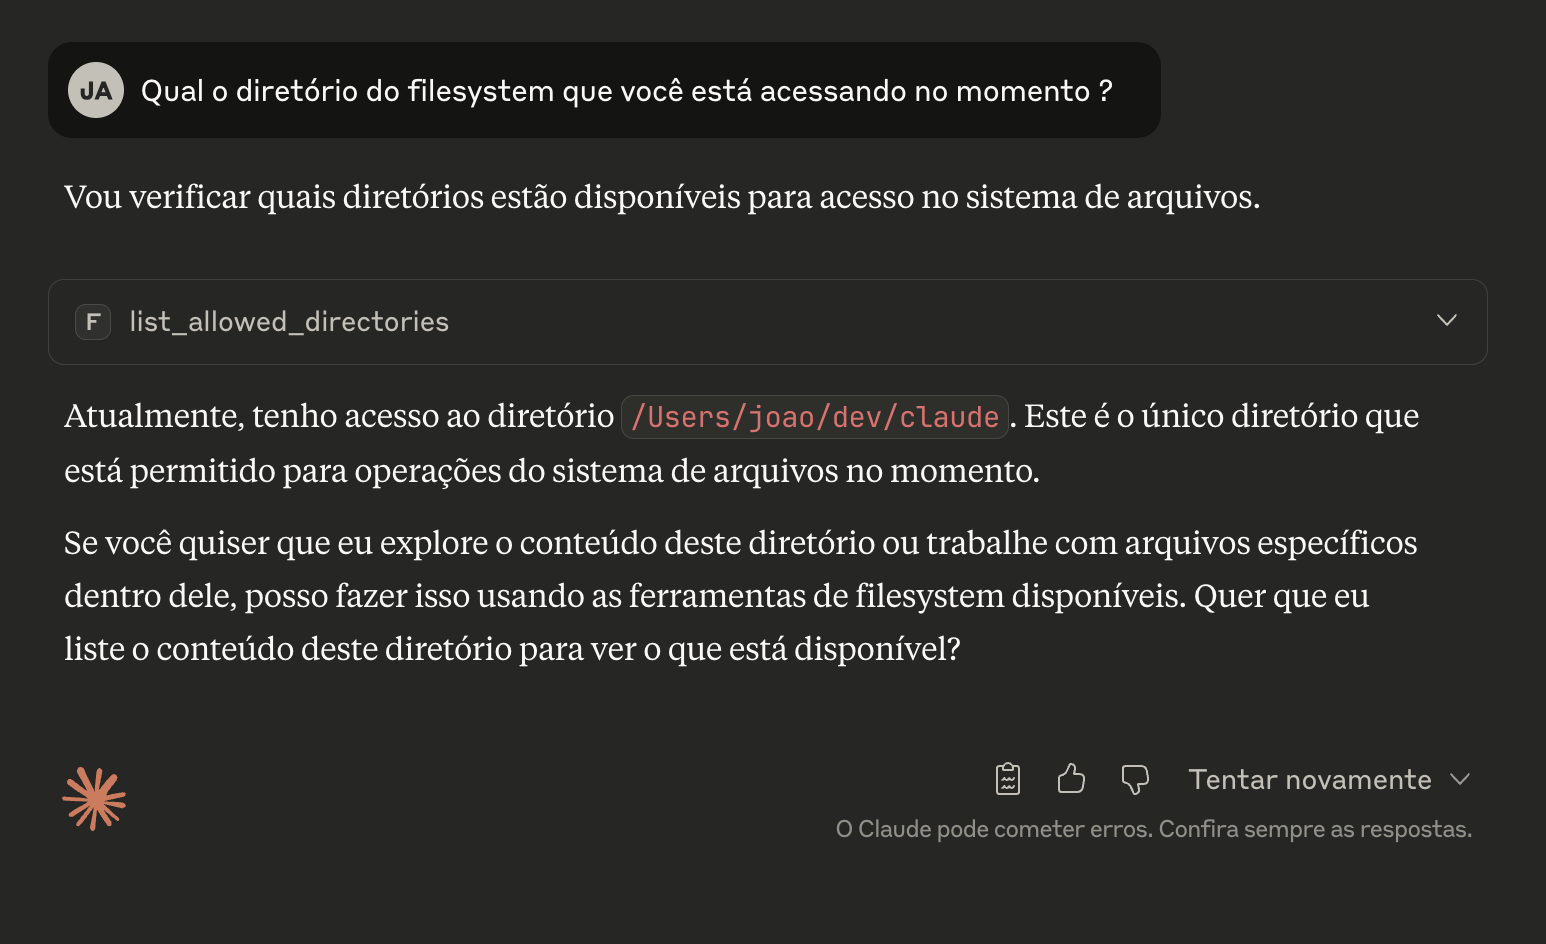 JA Qual o diretório do filesystem que você está acessando no momento ?
Vou verificar quais diretórios estão disponíveis para acesso no sistema de arquivos.
F list_allowed_directories
Atualmente, tenho acesso ao diretório /Users/joao/dev/claude. Este é o único diretório que
está permitido para operações do sistema de arquivos no momento.
Se você quiser que eu explore o conteúdo deste diretório ou trabalhe com arquivos específicos
dentro dele, posso fazer isso usando as ferramentas de filesystem disponíveis. Quer que eu
liste o conteúdo deste diretório para ver o que está disponível?
Tentar novamente
O Claude pode cometer erros. Confira sempre as respostas.